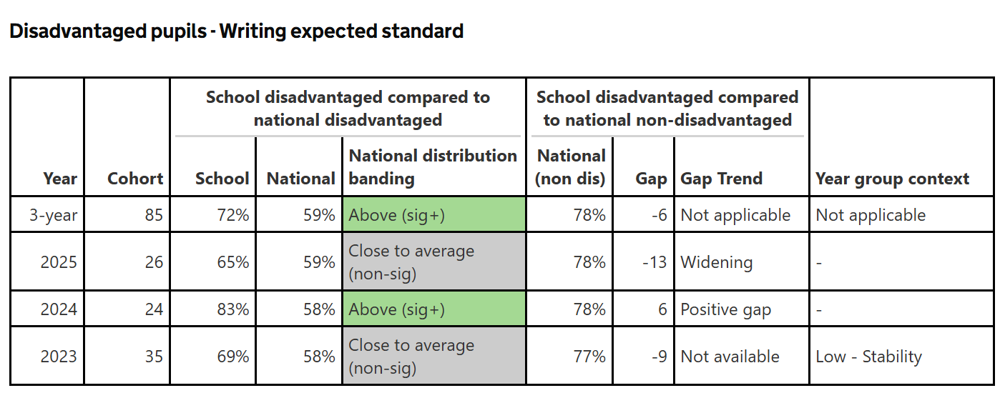 Disadvantaged pupils - Writing expected standard
School disadvantaged compared to
national disadvantaged
School disadvantaged compared
to national non-disadvantaged
Year
Cohort
School
National
National distribution
banding
National
(non dis)
Gap
Gap Trend
Year group context
3-year 85 72% 59% Above (sig+) 78% -6 Not applicable Not applicable
2025 26 65% 59% Close to average
(non-sig) 78% -13 Widening -
2024 24 83% 58% Above (sig+) 78% 6 Positive gap -
2023 35 69% 58% Close to average
(non-sig) 77% -9 Not available Low - Stability